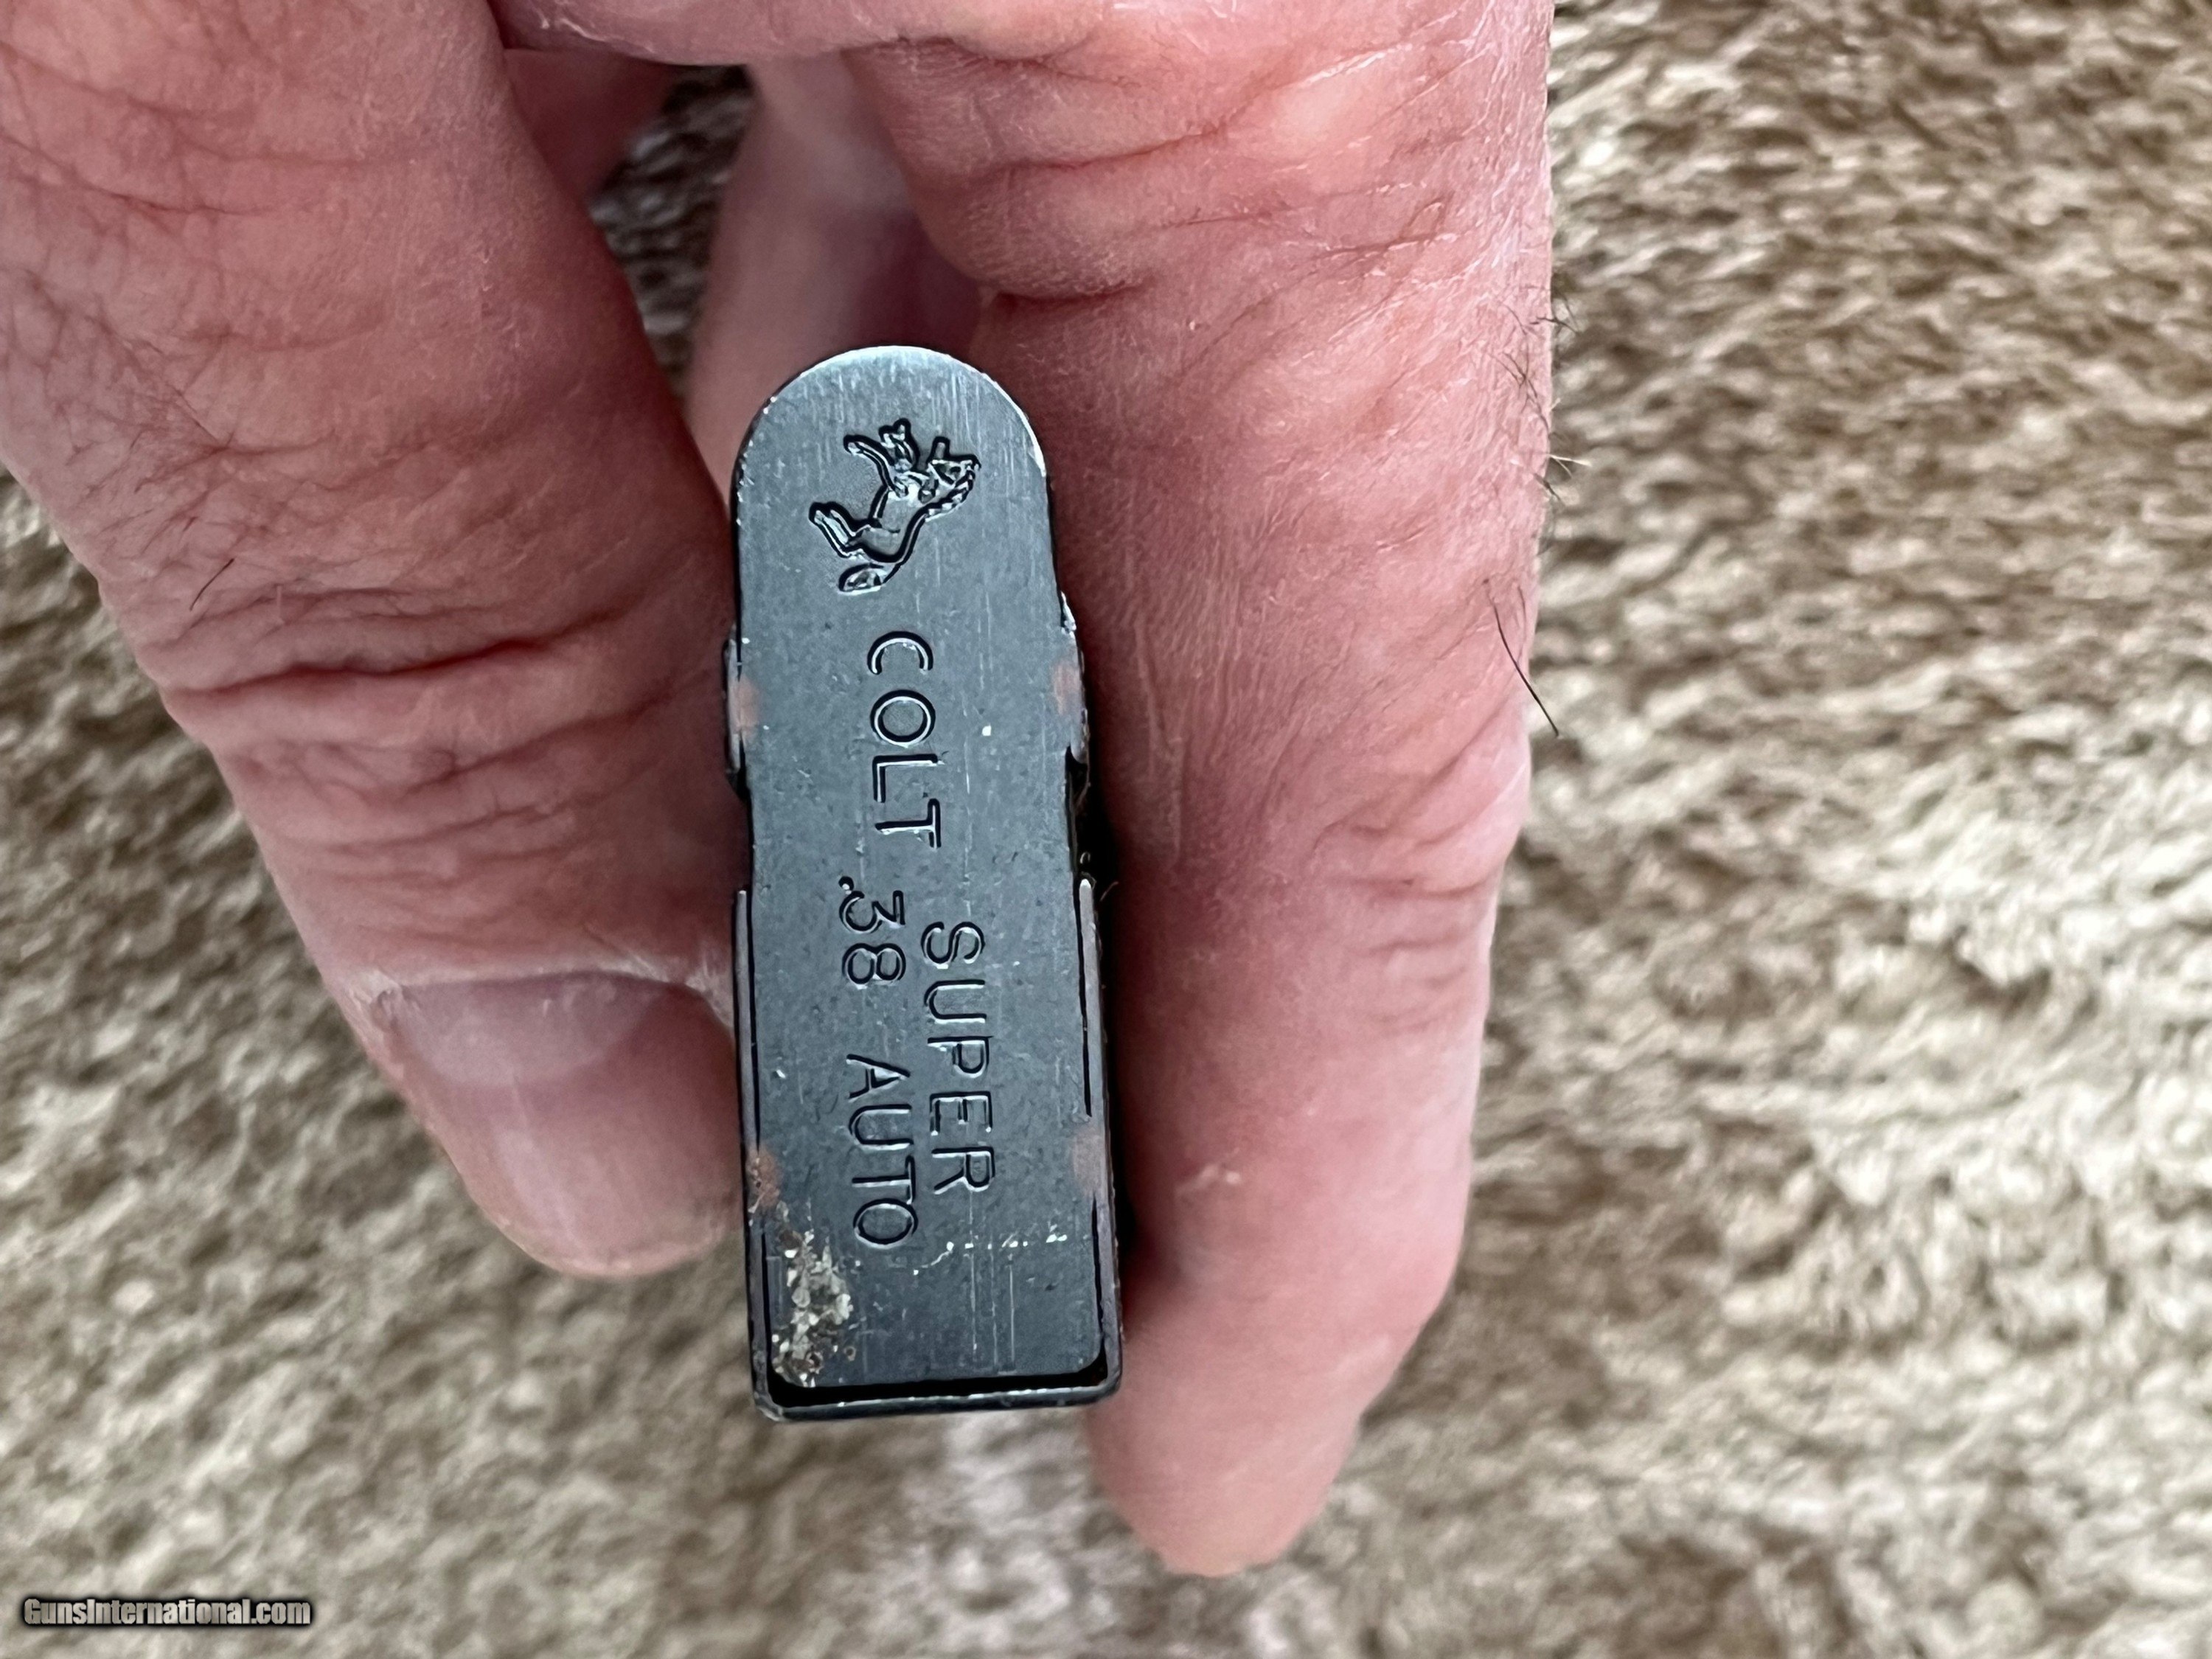 COLT
SUPER
.38 AUTO
GunsInternational.com